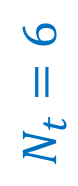 N_t = 6